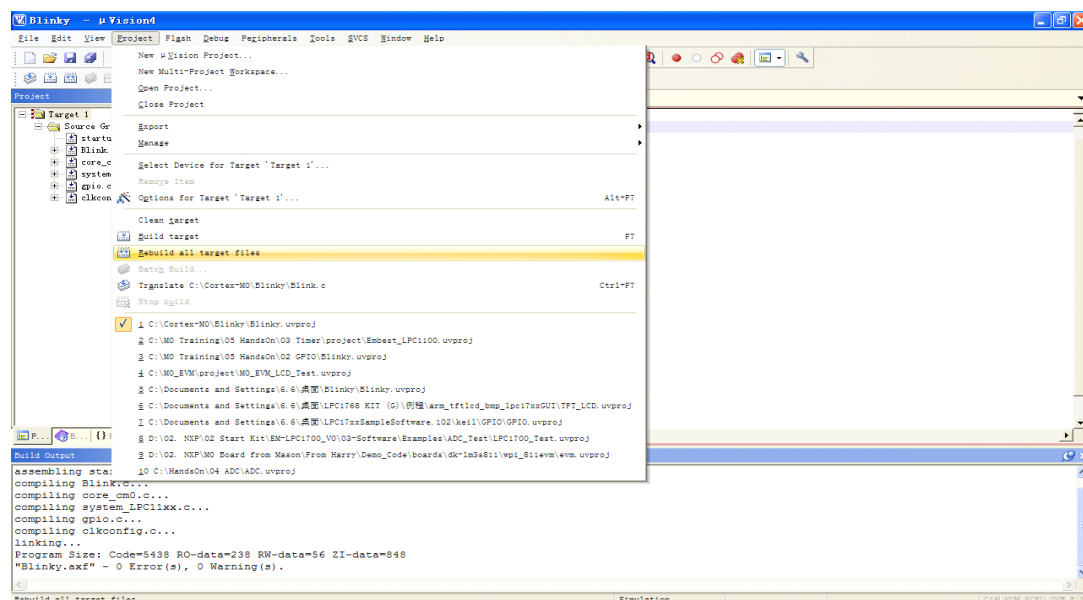 Blinky - µVision4
File Edit View Project Flash Debug Peripherals Tools SVCS Window Help
New µVision Project...
New Multi-Project Workspace...
Open Project...
Close Project
Export
Manage
Select Device for Target 'Target 1'...
Remove Item
Options for Target 'Target 1'... Alt+F7
Clean target
Build target F7
Rebuild all target files
Batch Build...
Translate C:\Cortex-M0\Blinky\Blink.c Ctrl+F7
Stop build
1 C:\Cortex-M0\Blinky\Blinky.uvproj
2 C:\M0 Training\05 HandsOn\03 Timer\project\Embest_LPC1100.uvproj
3 C:\M0 Training\05 HandsOn\02 GPIO\Blinky.uvproj
4 C:\M0_EVM\project\M0_EVM_LCD_Test.uvproj
5 C:\Documents and Settings\6.6\桌面\Blinky\Blinky.uvproj
6 C:\Documents and Settings\6.6\桌面\LPC1768 KIT (G)\例程\arm_tftlcd_bmp_lpc17xxGUI\TFT_LCD.uvproj
7 C:\Documents and Settings\6.6\桌面\LPC17xxSampleSoftware.102\keil\GPIO\GPIO.uvproj
8 D:\02. NXP\02 Start Kit\EM-LPC1700_V0\03-Software\Examples\ADC_Test\LPC1700_Test.uvproj
9 D:\02. NXP\M0 Board from Mason\From Harry\Demo_Code\boards\dk-lm3s811\wpi_811evm\evm.uvproj
10 C:\HandsOn\04 ADC\ADC.uvproj
Project
Target 1
Source Gr
startu
Blink.
core_c
system
gpio.c
clkcon
P... B... {}
Build Output
assembling sta
compiling Blink.c...
compiling core_cm0.c...
compiling system_LPC11xx.c...
compiling gpio.c...
compiling clkconfig.c...
linking...
Program Size: Code=5438 RO-data=238 RW-data=56 ZI-data=848
"Blinky.axf" - 0 Error(s), 0 Warning(s).
Rebuild all target files Simulation CAP NUM SCRL OVR